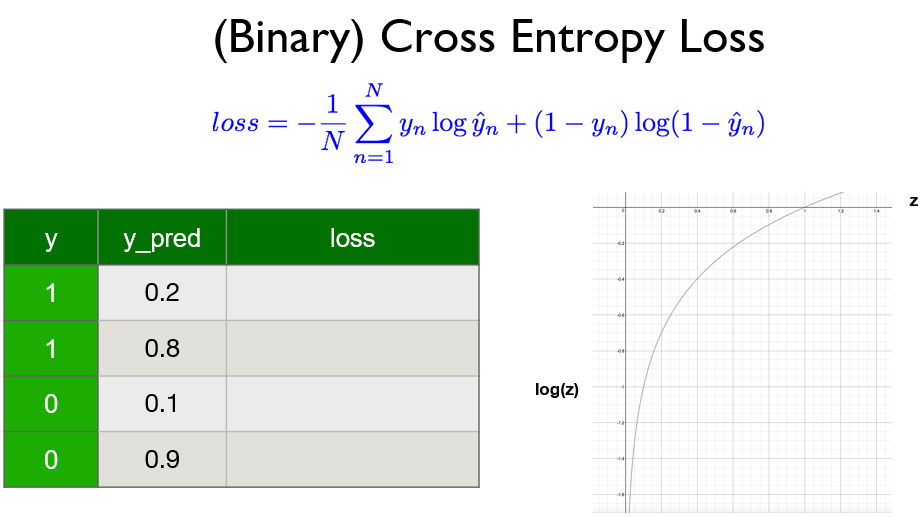 (Binary) Cross Entropy Loss
loss = -\frac{1}{N} \sum_{n=1}^{N} y_n \log \hat{y}_n + (1 - y_n) \log(1 - \hat{y}_n)
y y_pred loss
1 0.2
1 0.8
0 0.1
0 0.9
z
0 0.2 0.4 0.6 0.8 1 1.2 1.4
-0.2
-0.4
-0.6
-0.8
-1
-1.2
-1.4
-1.6
log(z)